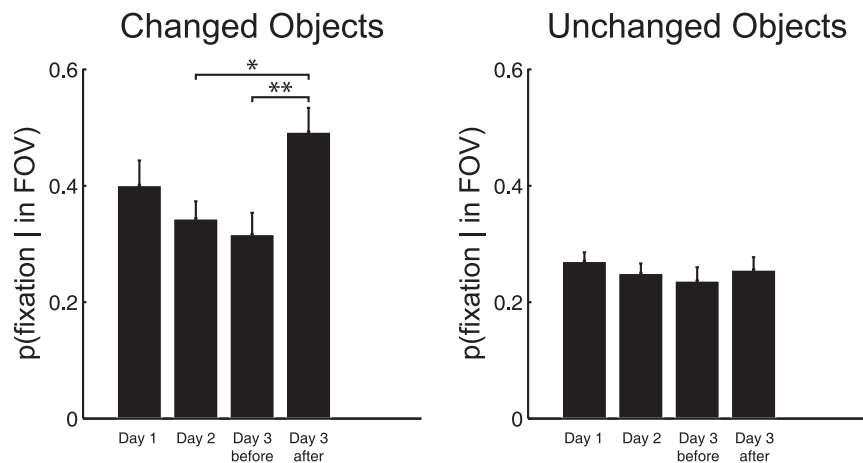 Changed Objects
p(fixation | in FOV)
0.6
0.4
0.2
0
*
**
Day 1
Day 2
Day 3
before
Day 3
after
Unchanged Objects
p(fixation | in FOV)
0.6
0.4
0.2
0
Day 1
Day 2
Day 3
before
Day 3
after